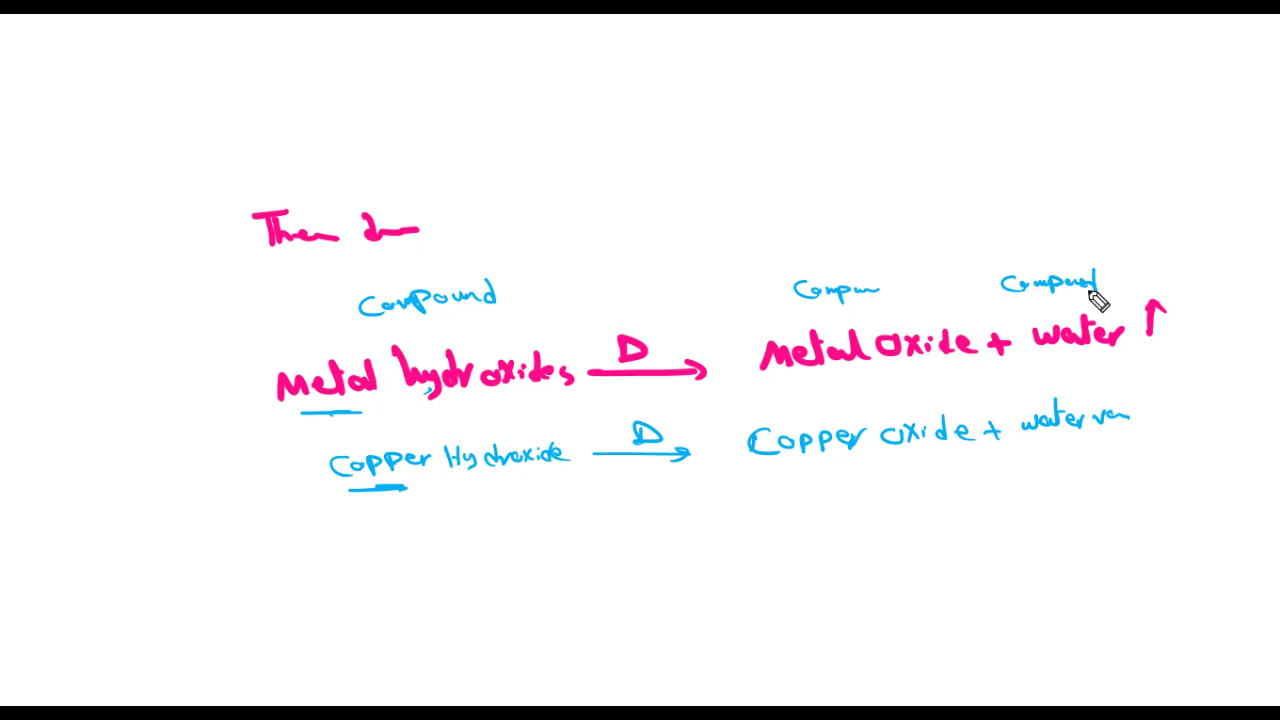 Compound Compound
Metal hydroxides D → Metal oxide + water ↑
Copper Hydroxide D → Copper oxide + water